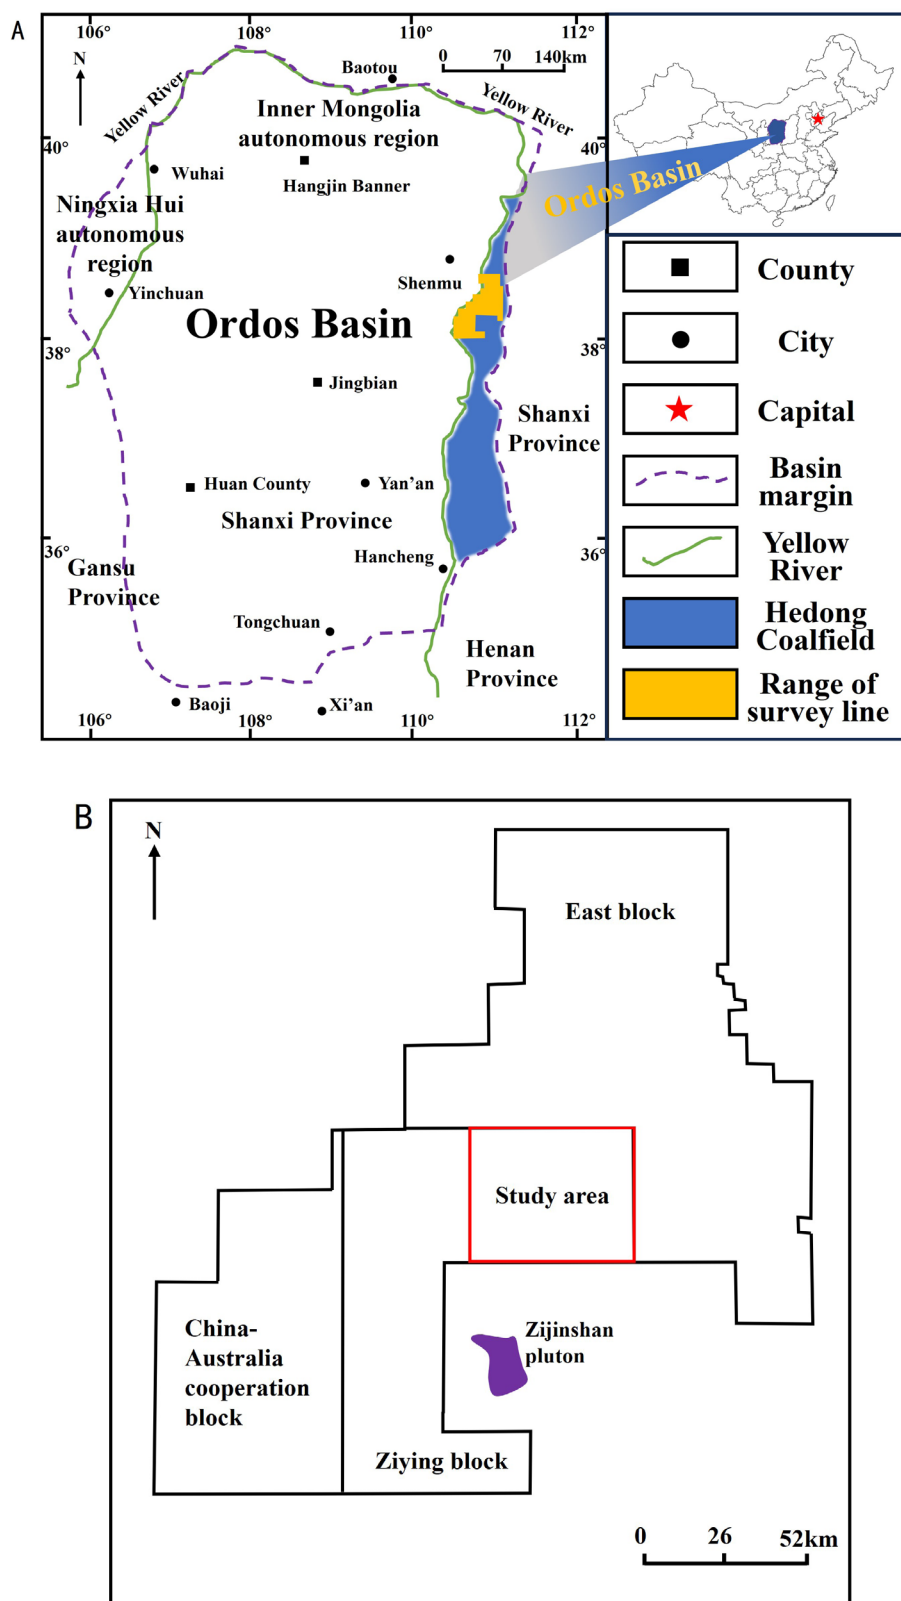 A
106°
108°
110°
112°
N
0 70 140km
Baotou
Yellow River
Yellow River
Inner Mongolia
autonomous region
40°
40°
Wuhai
Hangjin Banner
Ordos Basin
Ningxia Hui
autonomous
region
Yinchuan
Shenmu
Ordos Basin
38°
38°
Jingbian
Shanxi
Province
Huan County
Yan’an
Shanxi Province
36°
36°
Hancheng
Gansu
Province
Tongchuan
Henan
Province
Baoji
Xi’an
106°
108°
110°
112°
County
City
Capital
Basin
margin
Yellow
River
Hedong
Coalfield
Range of
survey line
B
N
East block
Study area
China-
Australia
cooperation
block
Zijinshan
pluton
Ziying block
0 26 52km